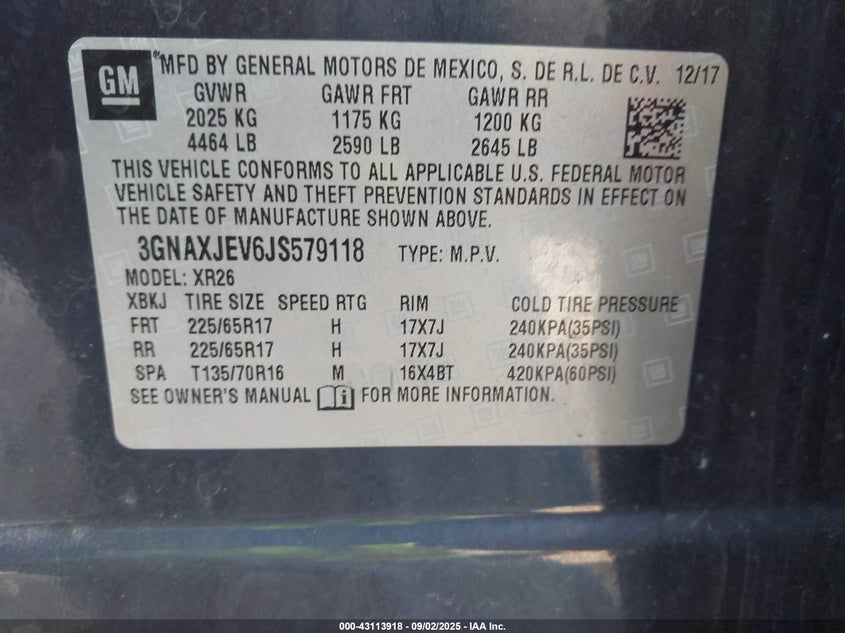 GM
*MFD BY GENERAL MOTORS DE MEXICO, S. DE R.L. DE C.V. 12/17
GVWR GAWR FRT GAWR RR
2025 KG 1175 KG 1200 KG
4464 LB 2590 LB 2645 LB
THIS VEHICLE CONFORMS TO ALL APPLICABLE U.S. FEDERAL MOTOR
VEHICLE SAFETY AND THEFT PREVENTION STANDARDS IN EFFECT ON
THE DATE OF MANUFACTURE SHOWN ABOVE.
3GNAXJEV6JS579118 TYPE: M.P.V.
MODEL: XR26
XBKJ TIRE SIZE SPEED RTG RIM COLD TIRE PRESSURE
FRT 225/65R17 H 17X7J 240KPA(35PSI)
RR 225/65R17 H 17X7J 240KPA(35PSI)
SPA T135/70R16 M 16X4BT 420KPA(60PSI)
SEE OWNER'S MANUAL i FOR MORE INFORMATION.
000-43113918 - 09/02/2025 - IAA Inc.